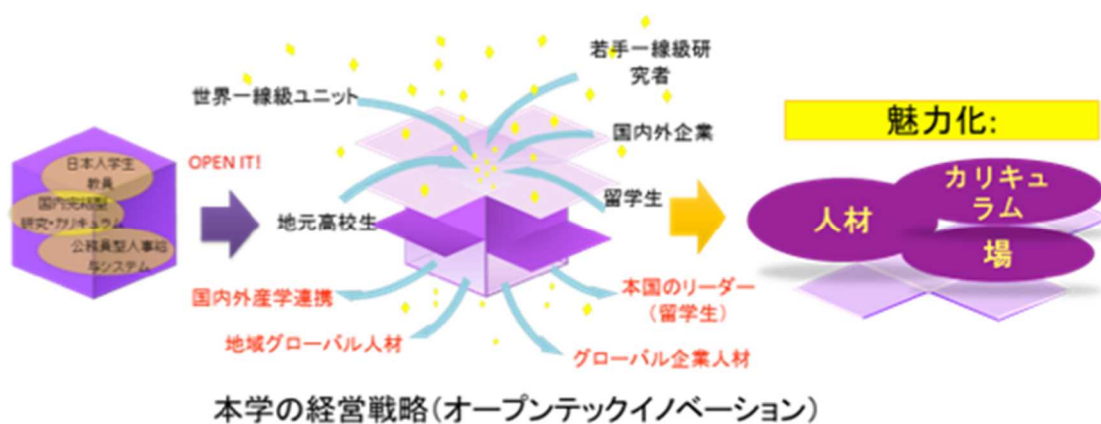 若手一線級研
究者
世界一線級ユニット
国内外企業
魅力化:
日本人学生
教員
OPEN IT!
国内完結型
研究・カリキュラム
公務員型人事給
与システム
地元高校生
留学生
人材
カリキュ
ラム
場
国内外産学連携
本国のリーダー
(留学生)
地域グローバル人材
グローバル企業人材
本学の経営戦略(オープンテックイノベーション)